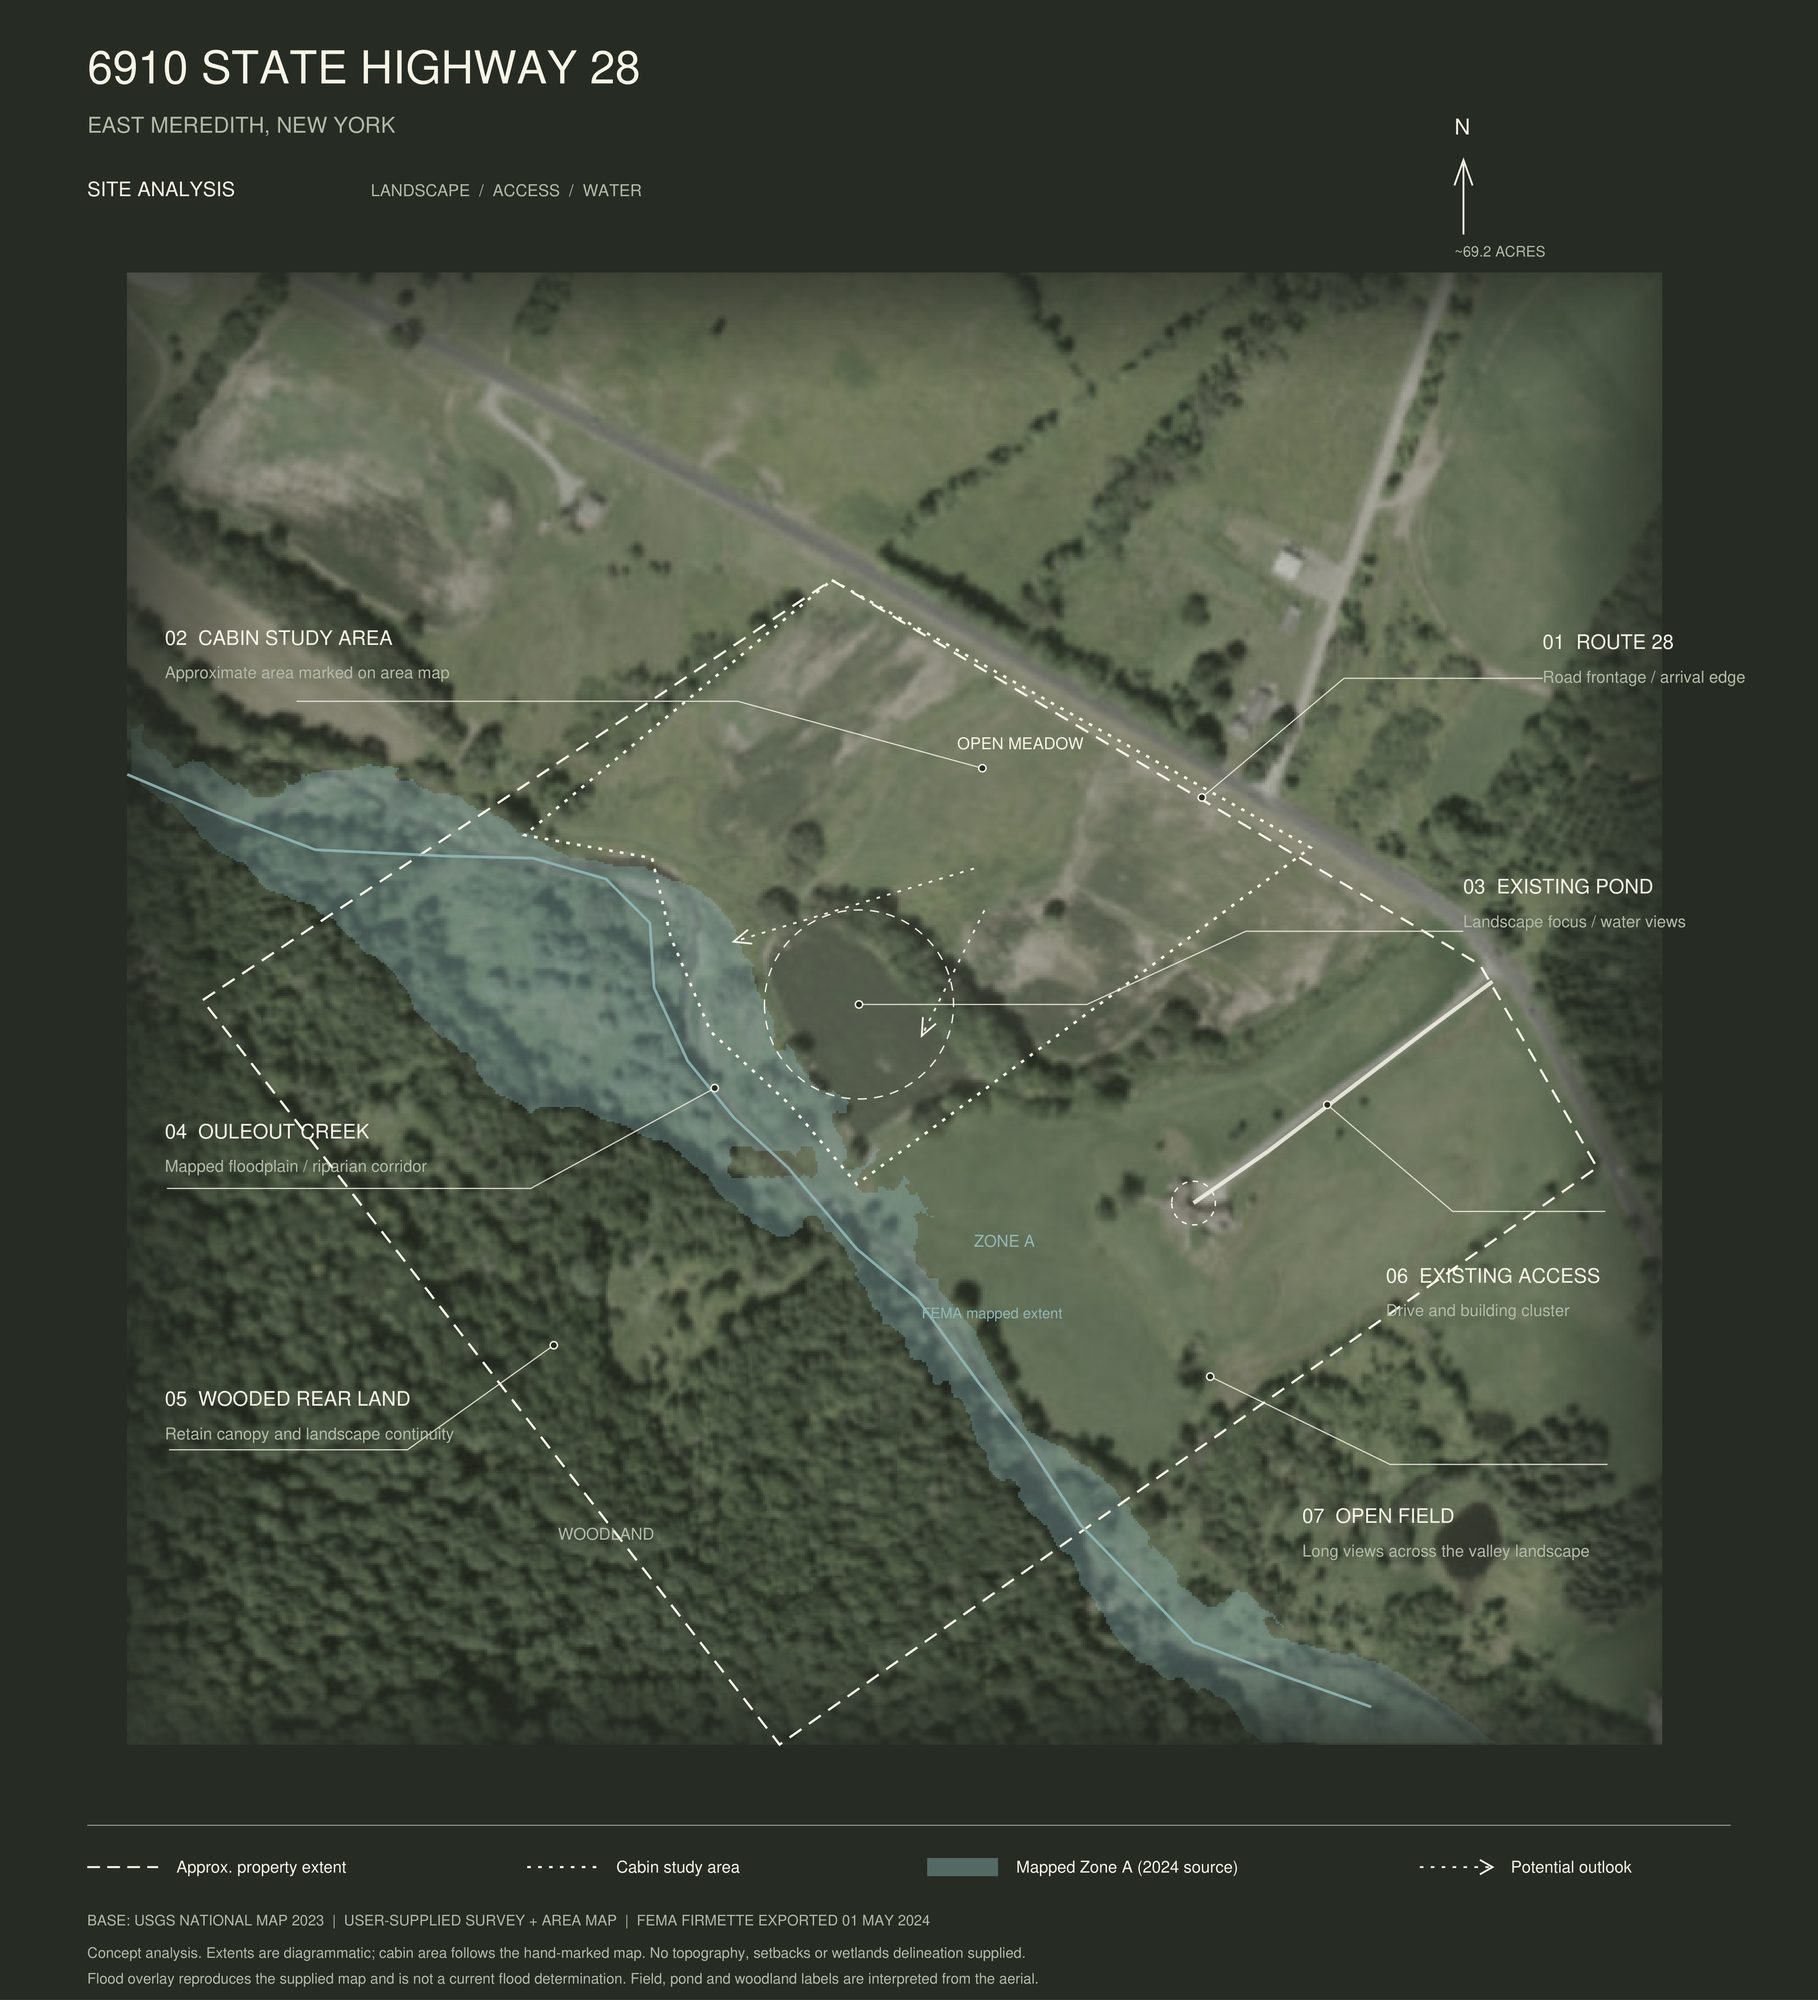 6910 STATE HIGHWAY 28
EAST MEREDITH, NEW YORK
N
SITE ANALYSIS
LANDSCAPE / ACCESS / WATER
~69.2 ACRES
02 CABIN STUDY AREA
Approximate area marked on area map
01 ROUTE 28
Road frontage / arrival edge
OPEN MEADOW
03 EXISTING POND
Landscape focus / water views
04 OULEOUT CREEK
Mapped floodplain / riparian corridor
ZONE A
FEMA mapped extent
06 EXISTING ACCESS
Drive and building cluster
05 WOODED REAR LAND
Retain canopy and landscape continuity
WOODLAND
07 OPEN FIELD
Long views across the valley landscape
Approx. property extent
Cabin study area
Mapped Zone A (2024 source)
Potential outlook
BASE: USGS NATIONAL MAP 2023 | USER-SUPPLIED SURVEY + AREA MAP | FEMA FIRMETTE EXPORTED 01 MAY 2024
Concept analysis. Extents are diagrammatic; cabin area follows the hand-marked map. No topography, setbacks or wetlands delineation supplied.
Flood overlay reproduces the supplied map and is not a current flood determination. Field, pond and woodland labels are interpreted from the aerial.